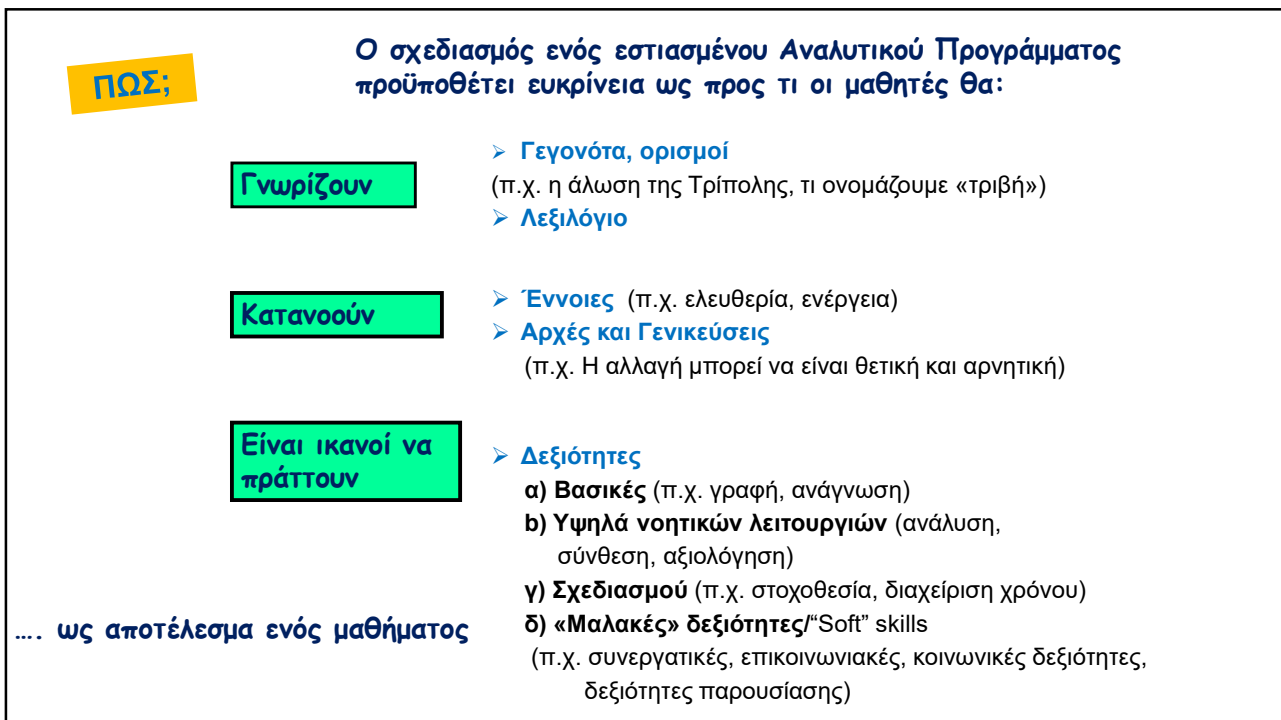 ΠΩΣ;
Ο σχεδιασμός ενός εστιασμένου Αναλυτικού Προγράμματος
προϋποθέτει ευκρίνεια ως προς τι οι μαθητές θα:
Γνωρίζουν
➢ Γεγονότα, ορισμοί
(π.χ. η άλωση της Τρίπολης, τι ονομάζουμε «τριβή»)
➢ Λεξιλόγιο
Κατανοούν
➢ Έννοιες (π.χ. ελευθερία, ενέργεια)
➢ Αρχές και Γενικεύσεις
(π.χ. Η αλλαγή μπορεί να είναι θετική και αρνητική)
Είναι ικανοί να
πράττουν
➢ Δεξιότητες
α) Βασικές (π.χ. γραφή, ανάγνωση)
b) Υψηλά νοητικών λειτουργιών (ανάλυση,
σύνθεση, αξιολόγηση)
γ) Σχεδιασμού (π.χ. στοχοθεσία, διαχείριση χρόνου)
δ) «Μαλακές» δεξιότητες/“Soft” skills
(π.χ. συνεργατικές, επικοινωνιακές, κοινωνικές δεξιότητες,
δεξιότητες παρουσίασης)
.... ως αποτέλεσμα ενός μαθήματος